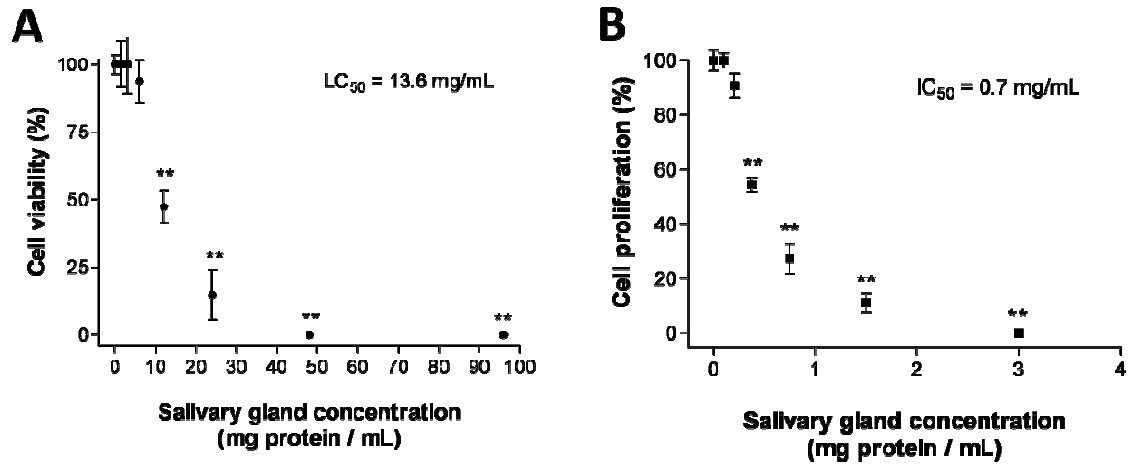 A
LC50 = 13.6 mg/mL
Cell viability (%)
100
75
50
25
0
**
**
**
**
0 10 20 30 40 50 60 70 80 90 100
Salivary gland concentration
(mg protein / mL)
B
IC50 = 0.7 mg/mL
Cell proliferation (%)
100
80
60
40
20
0
**
**
**
**
0 1 2 3 4
Salivary gland concentration
(mg protein / mL)